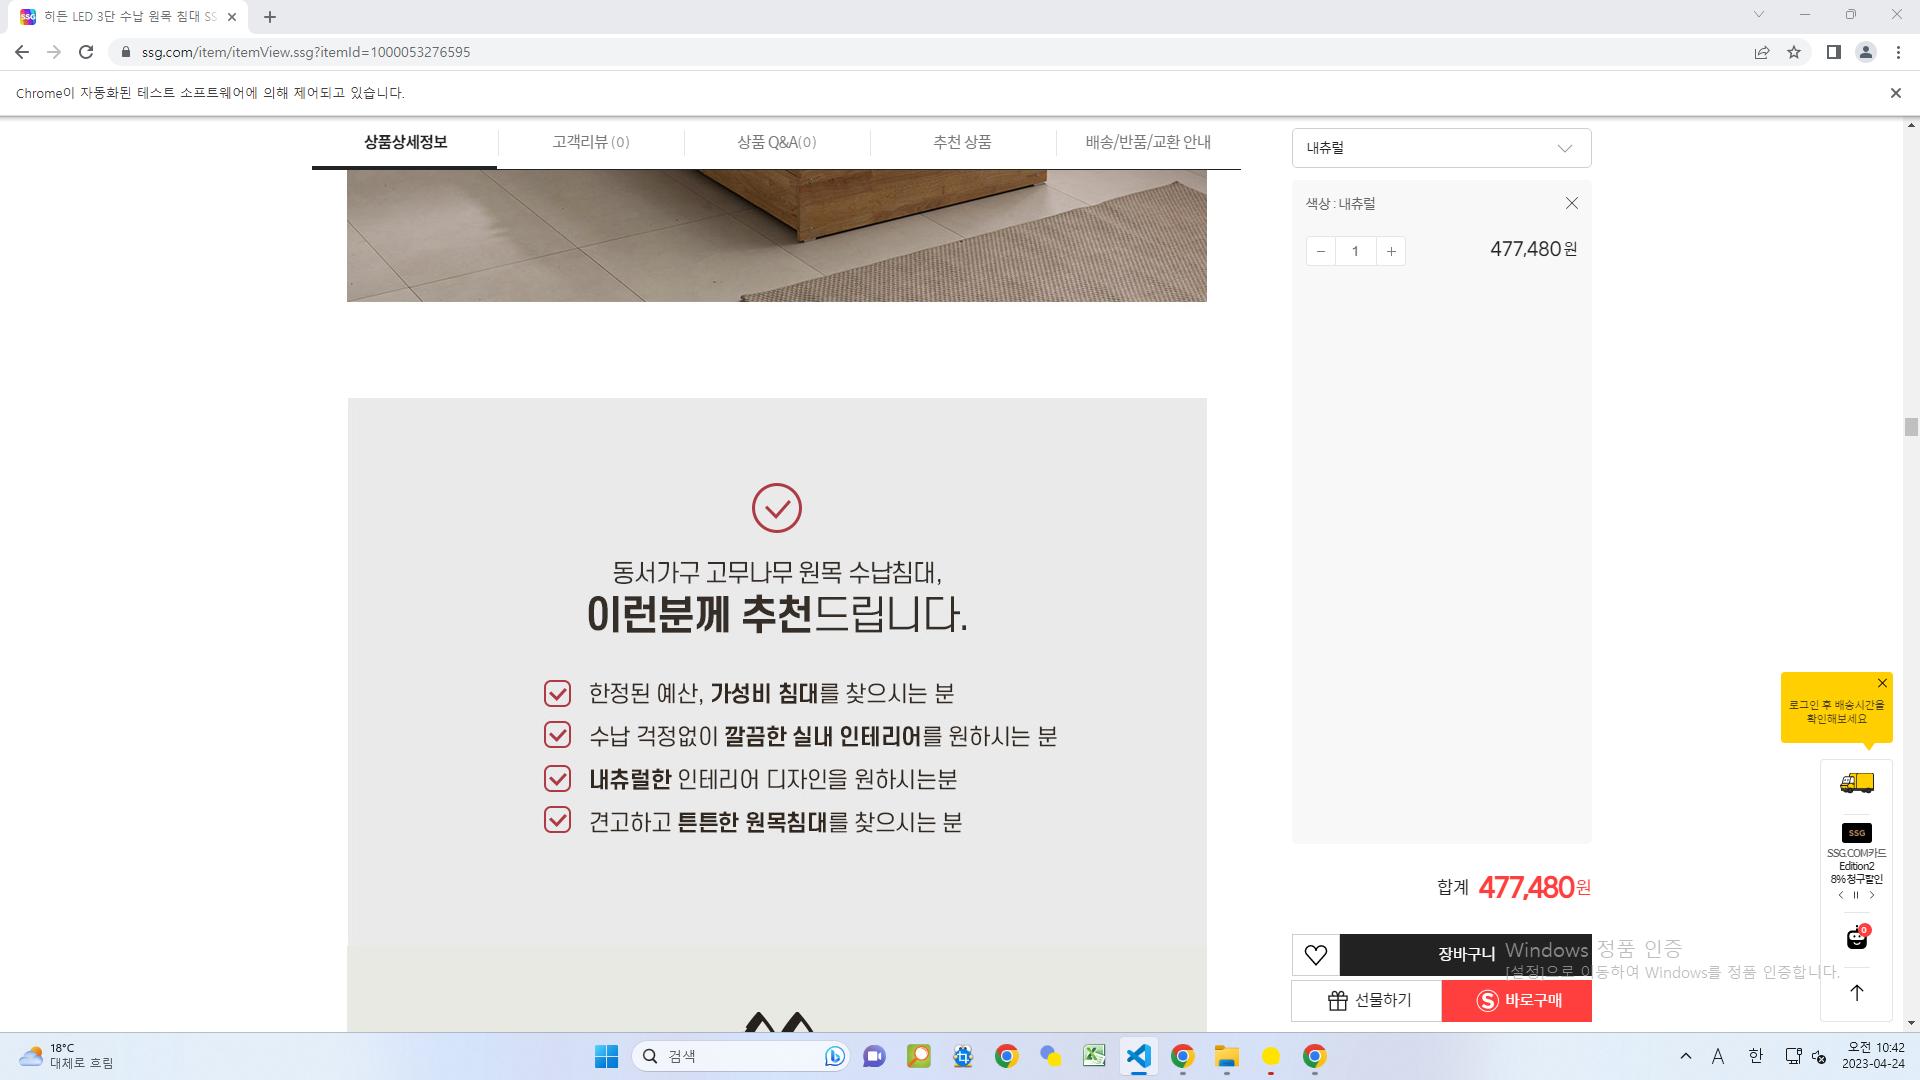 히든 LED 3단 수납 원목 침대 SS
ssg.com/item/itemView.ssg?itemId=1000053276595
Chrome이 자동화된 테스트 소프트웨어에 의해 제어되고 있습니다.
상품상세정보
고객리뷰 (0)
상품 Q&A(0)
추천 상품
배송/반품/교환 안내
내츄럴
색상 : 내츄럴
1
477,480원
동서가구 고무나무 원목 수납침대,
이런분께 추천드립니다.
한정된 예산, 가성비 침대를 찾으시는 분
수납 걱정없이 깔끔한 실내 인테리어를 원하시는 분
내츄럴한 인테리어 디자인을 원하시는분
견고하고 튼튼한 원목침대를 찾으시는 분
로그인 후 배송시간을
확인해보세요
SSG
SSG.COM카드
Edition2
8% 청구할인
0
합계 477,480원
장바구니
선물하기
바로구매
Windows 정품 인증
[설정]으로 이동하여 Windows를 정품 인증합니다.
18°C
대체로 흐림
검색
A
한
오전 10:42
2023-04-24